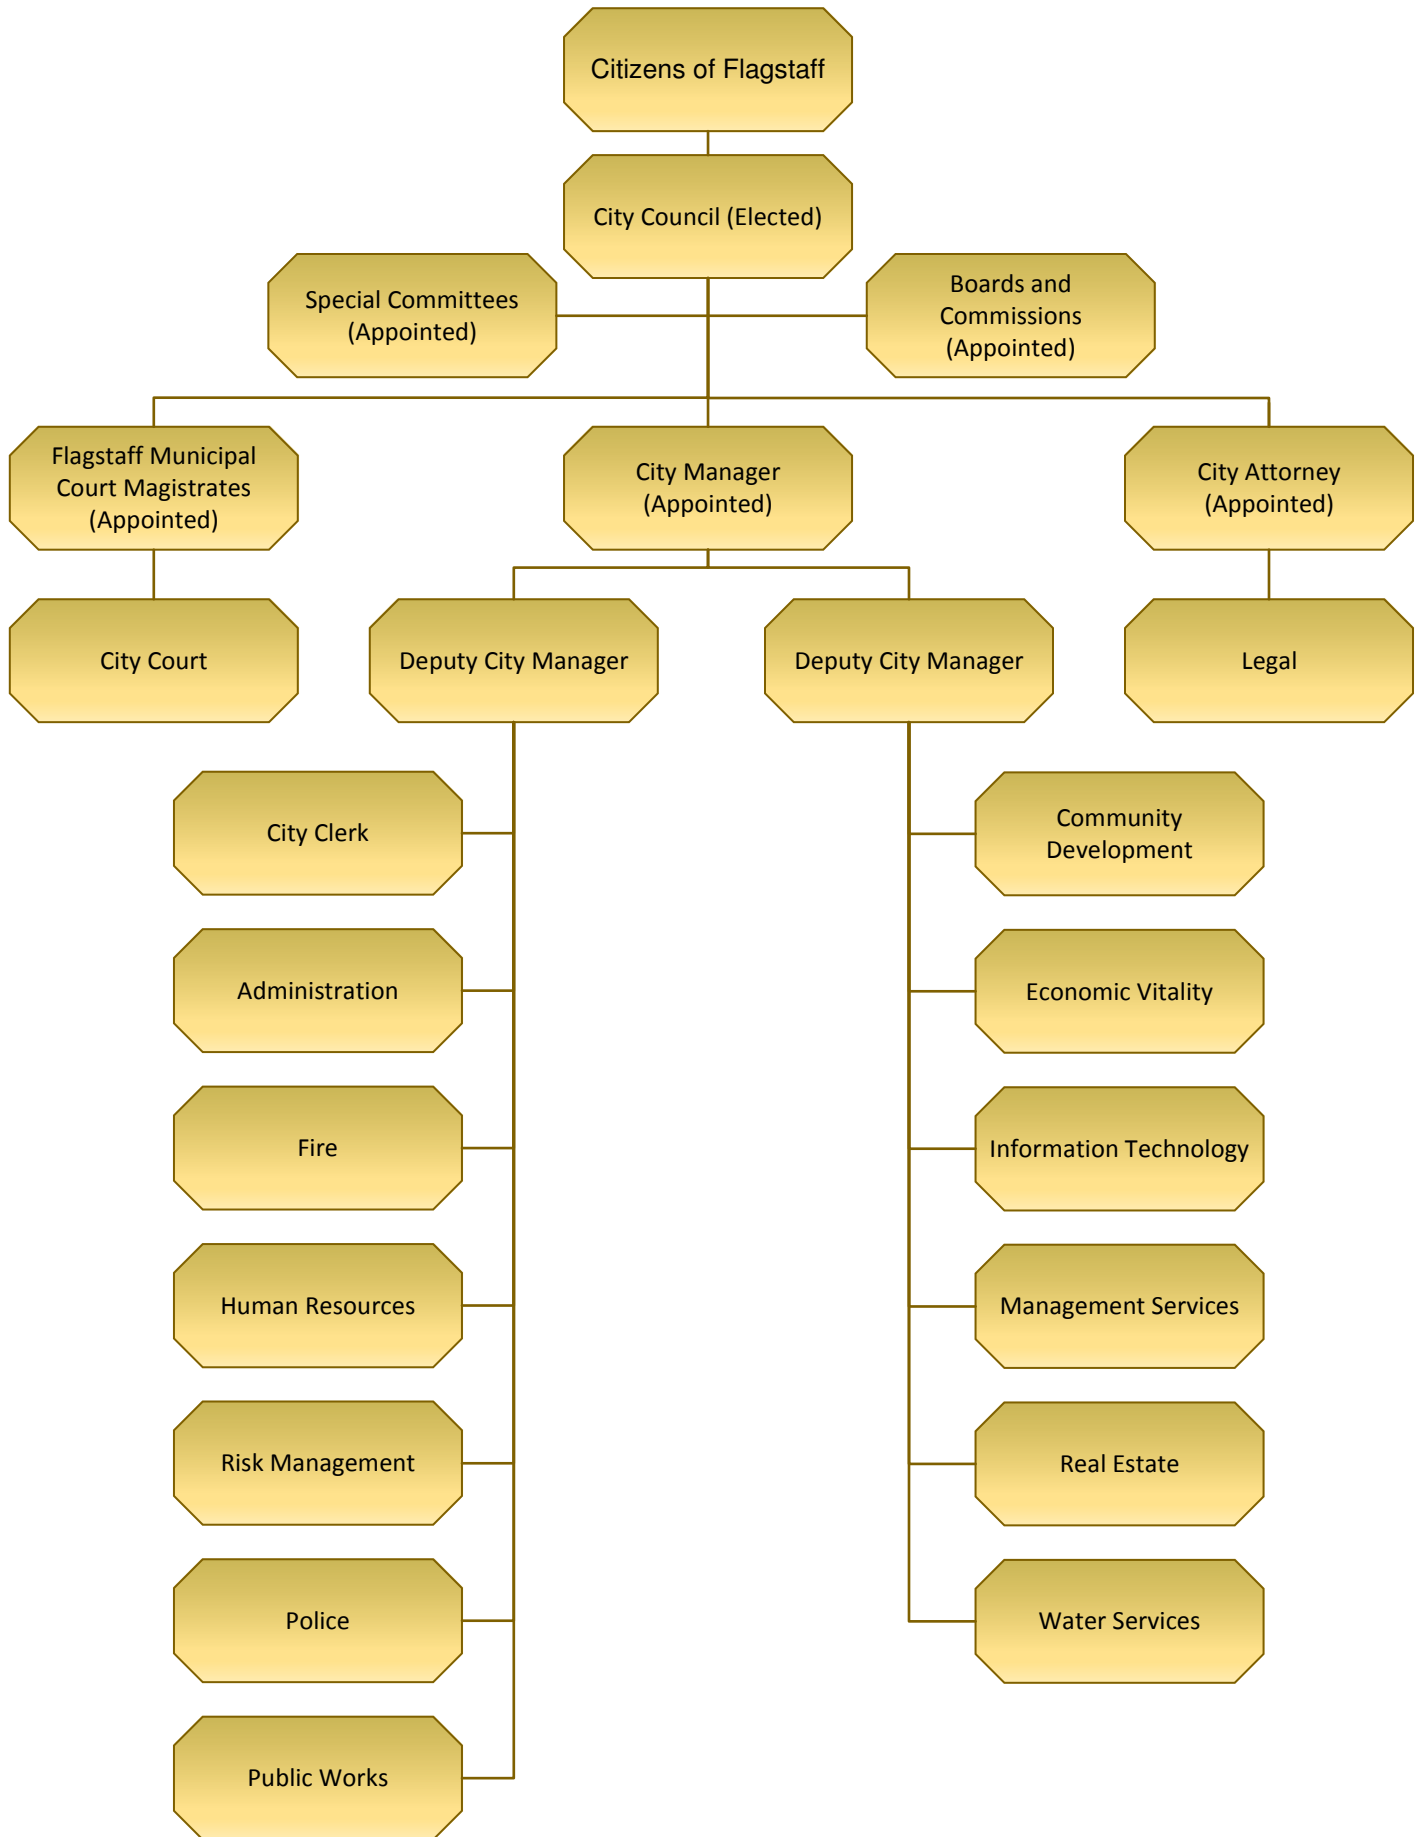 Citizens of Flagstaff
City Council (Elected)
Special Committees
(Appointed)
Boards and
Commissions
(Appointed)
Flagstaff Municipal
Court Magistrates
(Appointed)
City Manager
(Appointed)
City Attorney
(Appointed)
City Court
Deputy City Manager
Deputy City Manager
Legal
City Clerk
Community
Development
Administration
Economic Vitality
Fire
Information Technology
Human Resources
Management Services
Risk Management
Real Estate
Police
Water Services
Public Works